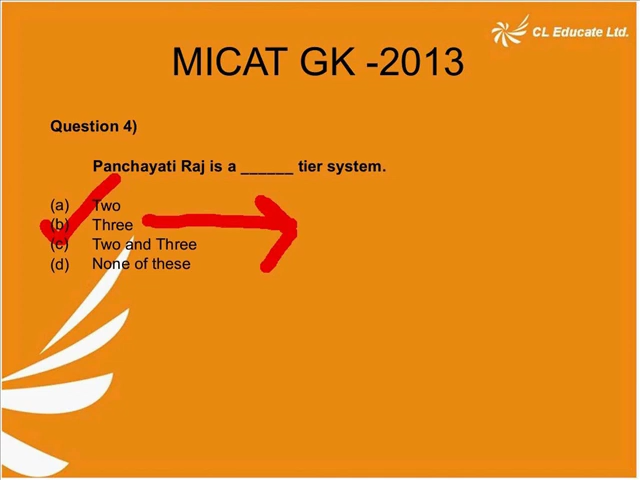 CL Educate Ltd.
MICAT GK -2013
Question 4)
Panchayati Raj is a ______ tier system.
(a) Two
(b) Three
(c) Two and Three
(d) None of these